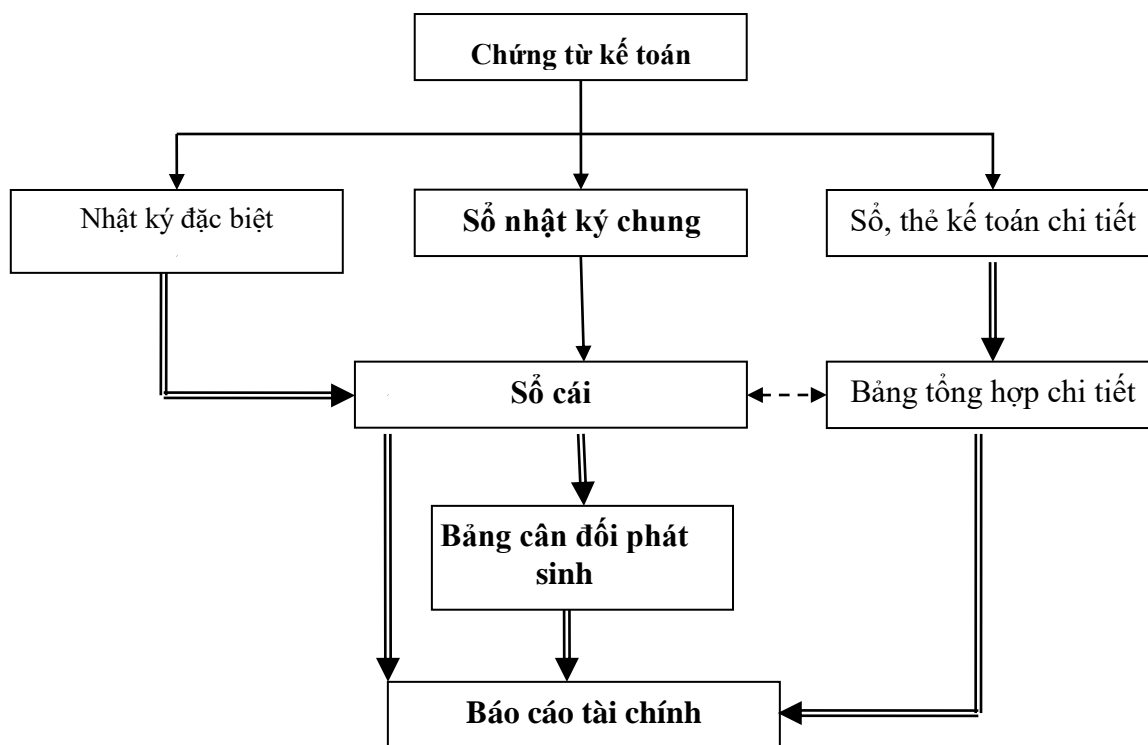 Chứng từ kế toán
Nhật ký đặc biệt
Sổ nhật ký chung
Sổ, thẻ kế toán chi tiết
Sổ cái
Bảng tổng hợp chi tiết
Bảng cân đối phát
sinh
Báo cáo tài chính